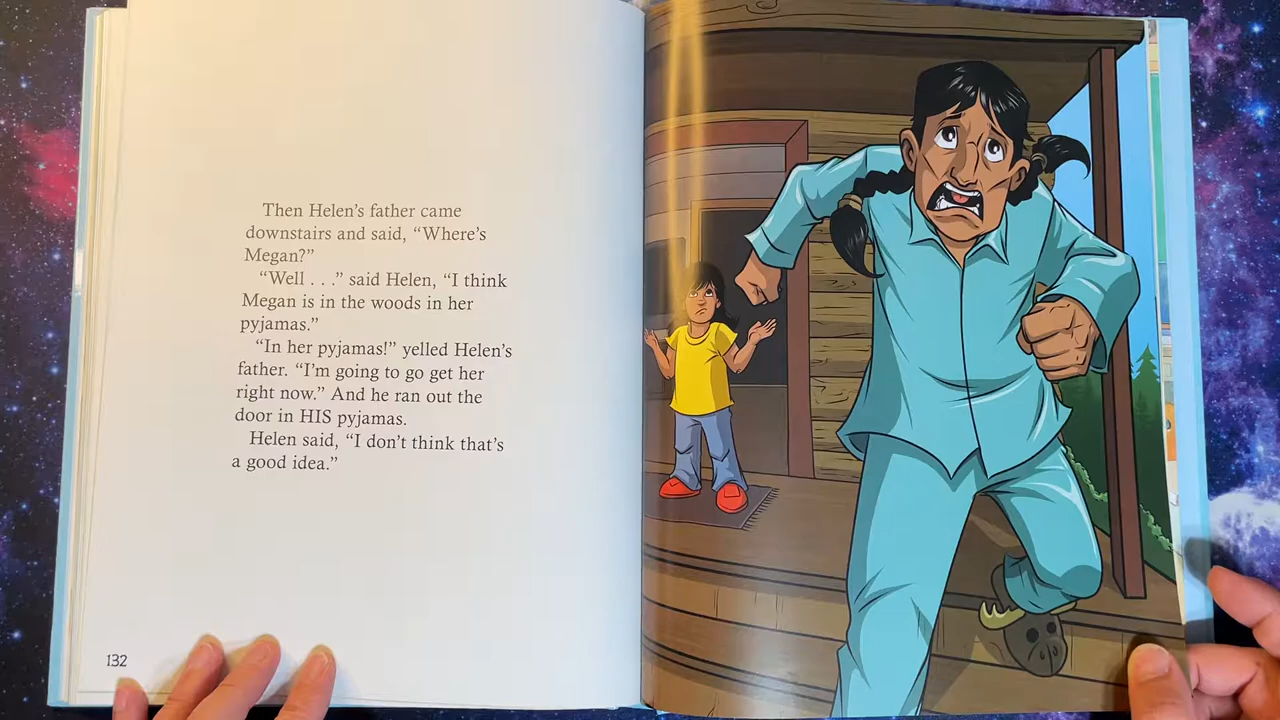 Then Helen's father came
downstairs and said, “Where's
Megan?”
“Well . . .” said Helen, “I think
Megan is in the woods in her
pyjamas.”
“In her pyjamas!” yelled Helen's
father. “I'm going to go get her
right now.” And he ran out the
door in HIS pyjamas.
Helen said, “I don't think that's
a good idea.”
132